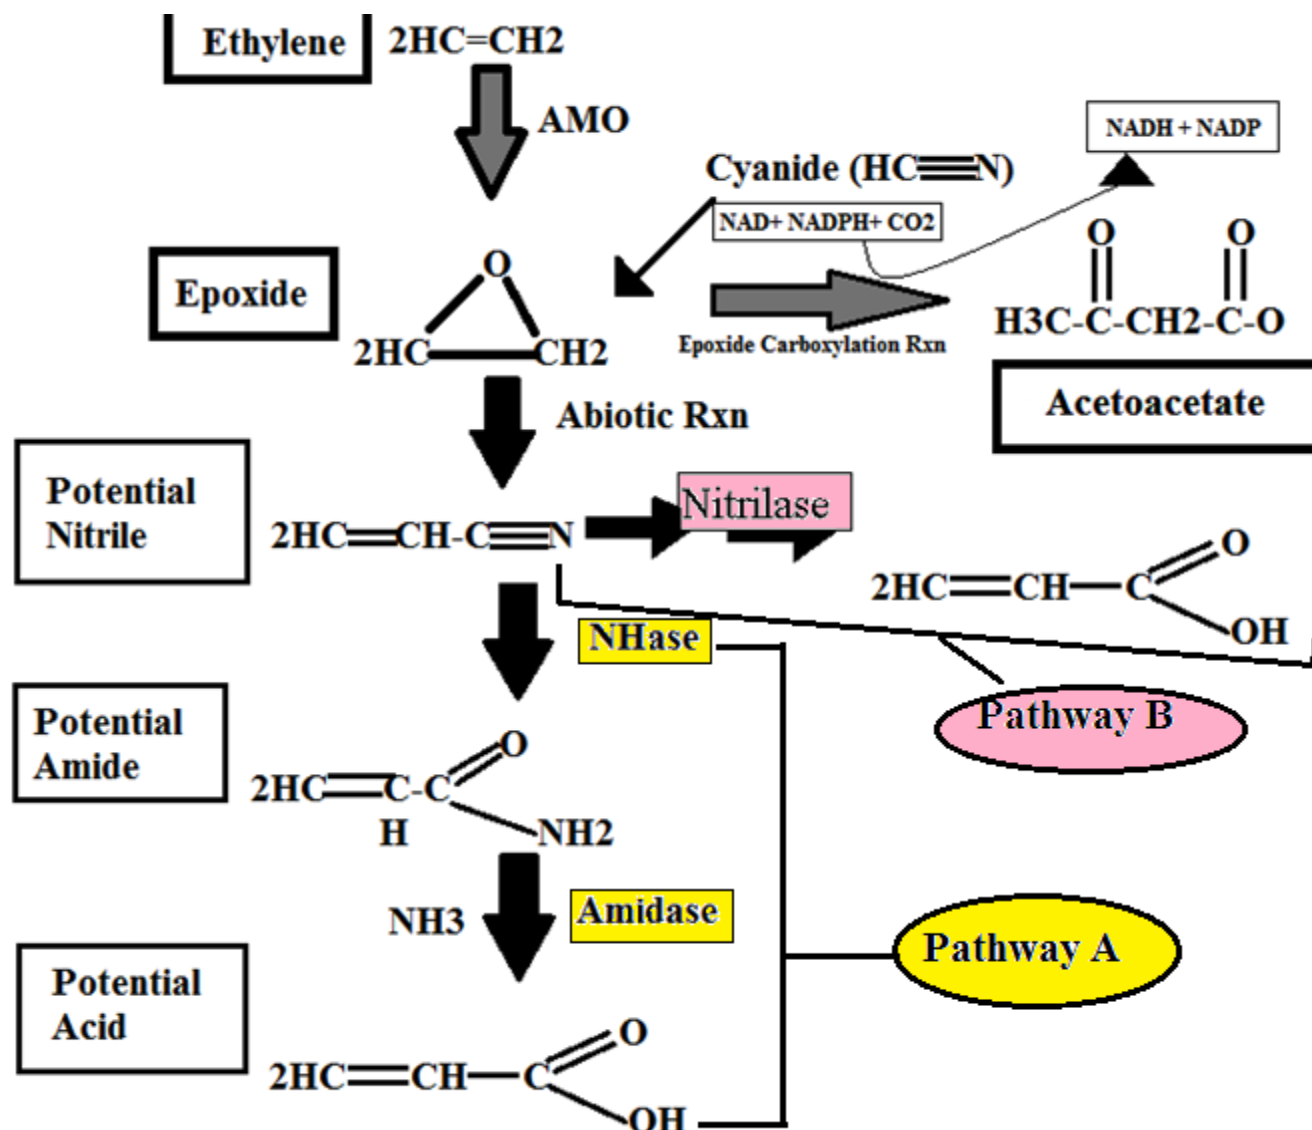 Ethylene
2HC=CH2
AMO
NADH + NADP
Cyanide (HC≡N)
NAD+ NADPH+ CO2
Epoxide
O
2HC CH2
Epoxide Carboxylation Rxn
O O
H3C-C-CH2-C-O
Acetoacetate
Abiotic Rxn
Potential
Nitrile
2HC=CH-C≡N
Nitrilase
O
2HC=CH-C
OH
NHase
Pathway B
Potential
Amide
O
2HC=C-C
H
NH2
NH3
Amidase
Pathway A
Potential
Acid
O
2HC=CH-C
OH